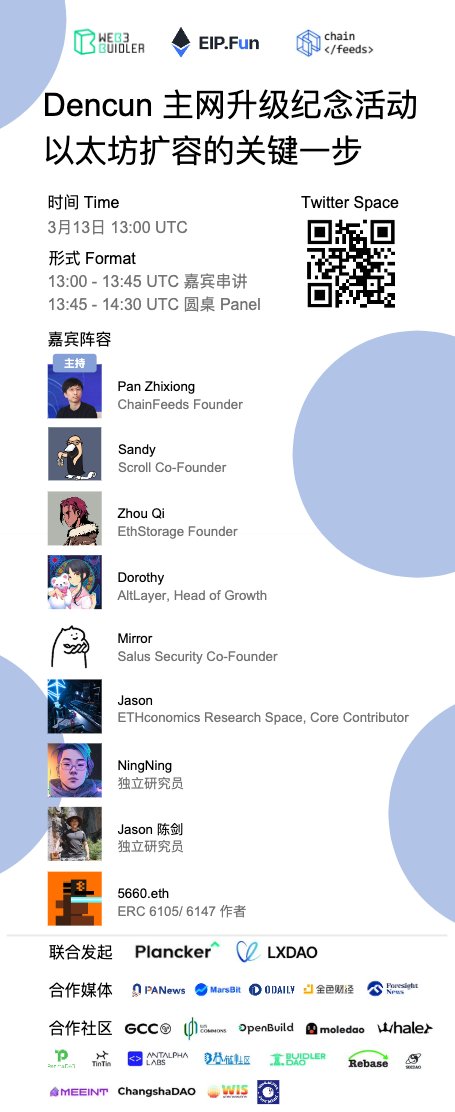 WEB3
BUIDLER
EIP.Fun
chain
</feeds>
Dencun 主网升级纪念活动
以太坊扩容的关键一步
时间 Time
3月13日 13:00 UTC
Twitter Space
形式 Format
13:00 - 13:45 UTC 嘉宾串讲
13:45 - 14:30 UTC 圆桌 Panel
嘉宾阵容
主持
Pan Zhixiong
ChainFeeds Founder
Sandy
Scroll Co-Founder
Zhou Qi
EthStorage Founder
Dorothy
AltLayer, Head of Growth
Mirror
Salus Security Co-Founder
Jason
ETHconomics Research Space, Core Contributor
NingNing
独立研究员
Jason 陈剑
独立研究员
5660.eth
ERC 6105/ 6147 作者
联合发起 Plancker LXDAO
合作媒体 PANews MarsBit ODAILY 金色财经 Foresight News
合作社区 GCC COMMONS OpenBuild moledao Whale
TinTin ANTALPHA LABS BUIDLER DAO Rebase SEEDAO
MEEINT ChangshaDAO WIS